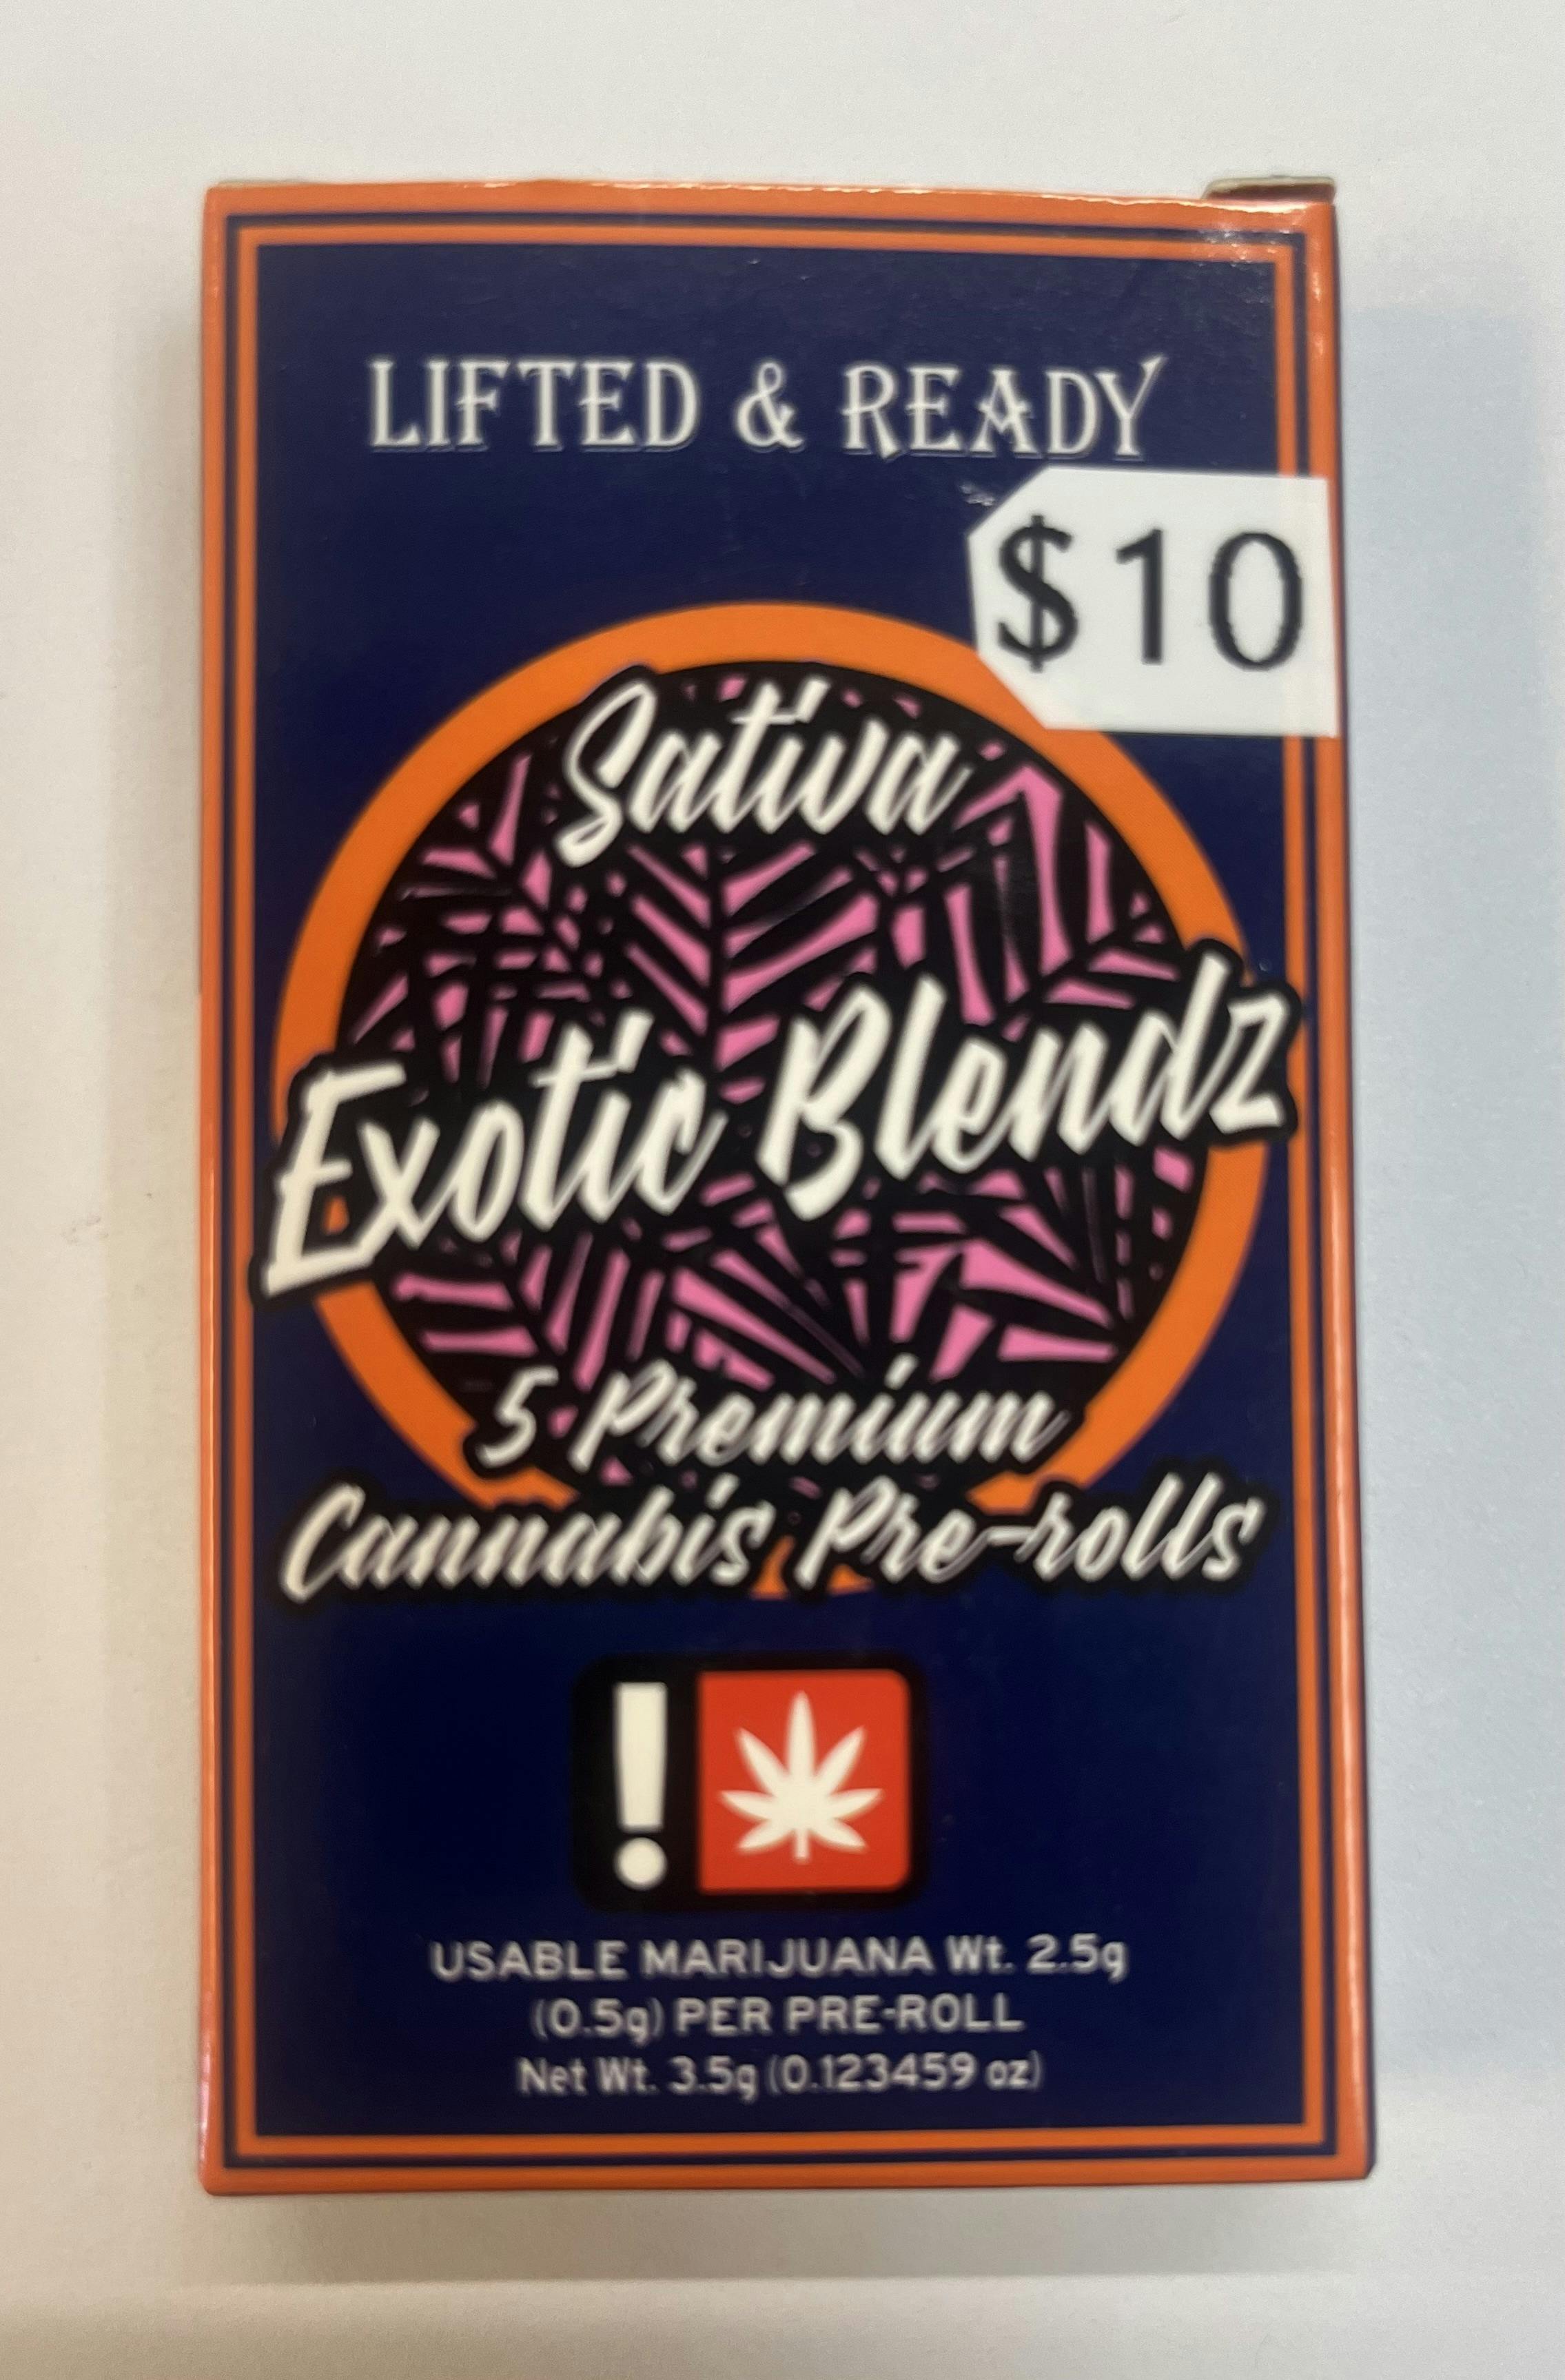 LIFTED & READY
$10
Sativa
Exotic Blendz
5 Premium
Cannabis Pre-rolls
!
USABLE MARIJUANA Wt. 2.5g
(0.5g) PER PRE-ROLL
Net Wt. 3.5g (0.123459 oz)